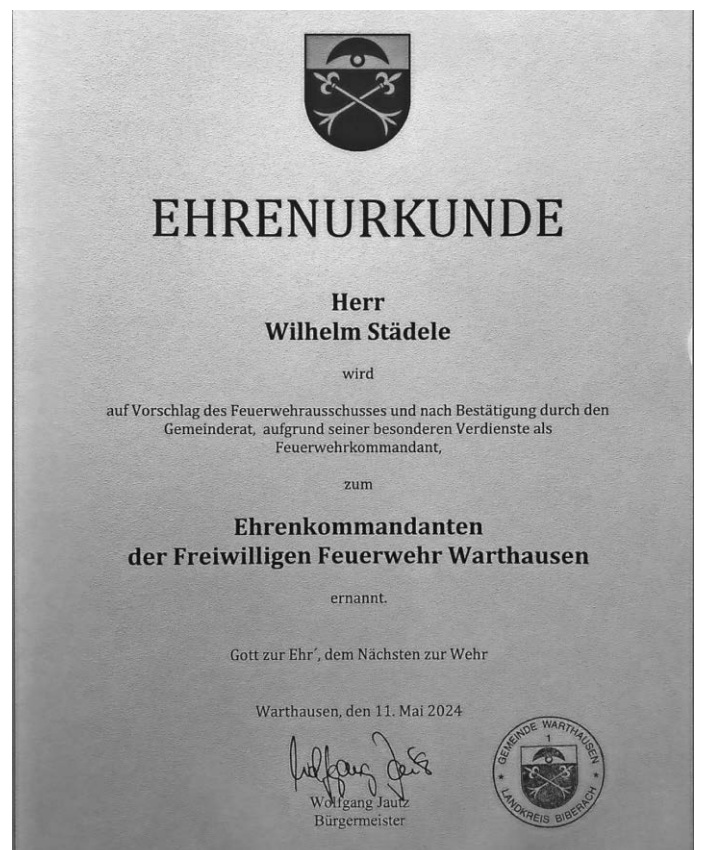 EHRENURKUNDE
Herr
Wilhelm Städele
wird
auf Vorschlag des Feuerwehrausschusses und nach Bestätigung durch den
Gemeinderat, aufgrund seiner besonderen Verdienste als
Feuerwehrkommandant,
zum
Ehrenkommandanten
der Freiwilligen Feuerwehr Warthausen
ernannt.
Gott zur Ehr´, dem Nächsten zur Wehr
Warthausen, den 11. Mai 2024
Wolfgang Jautz
Wolfgang Jautz
Bürgermeister
GEMEINDE WARTHAUSEN
1
LANDKREIS BIBERACH